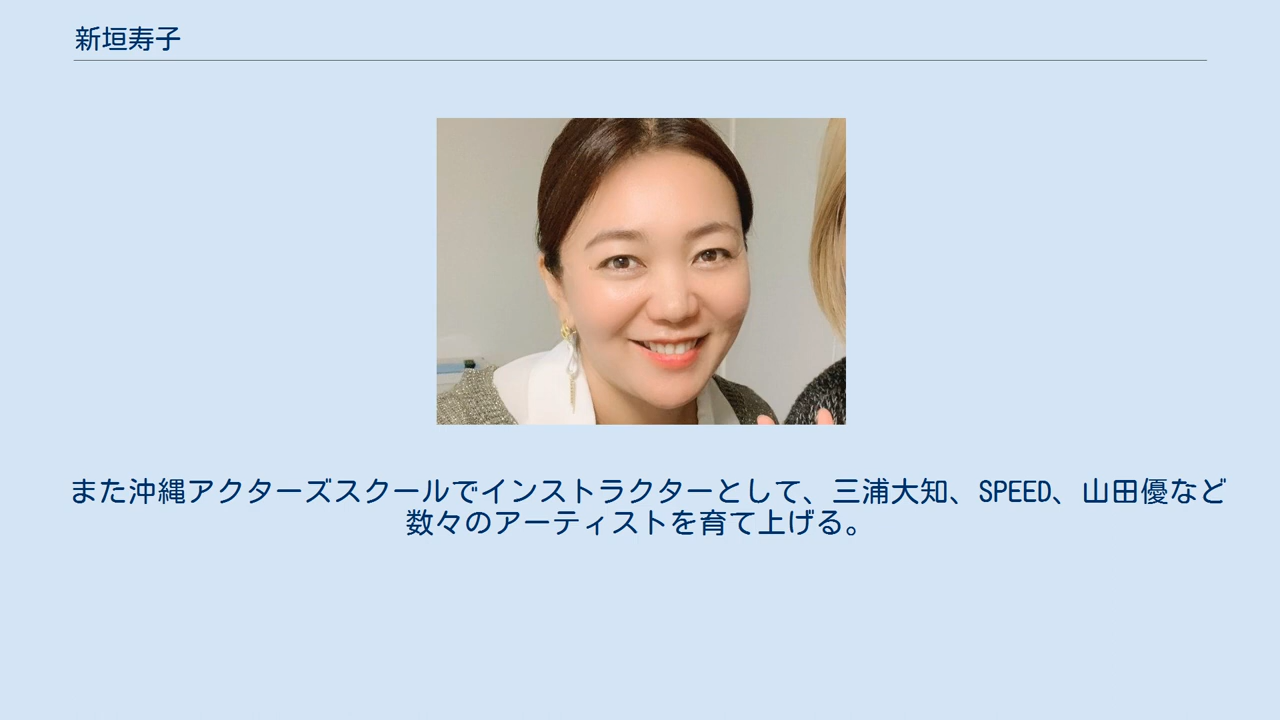 新垣寿子
また沖縄アクターズスクールでインストラクターとして、三浦大知、SPEED、山田優など
数々のアーティストを育て上げる。